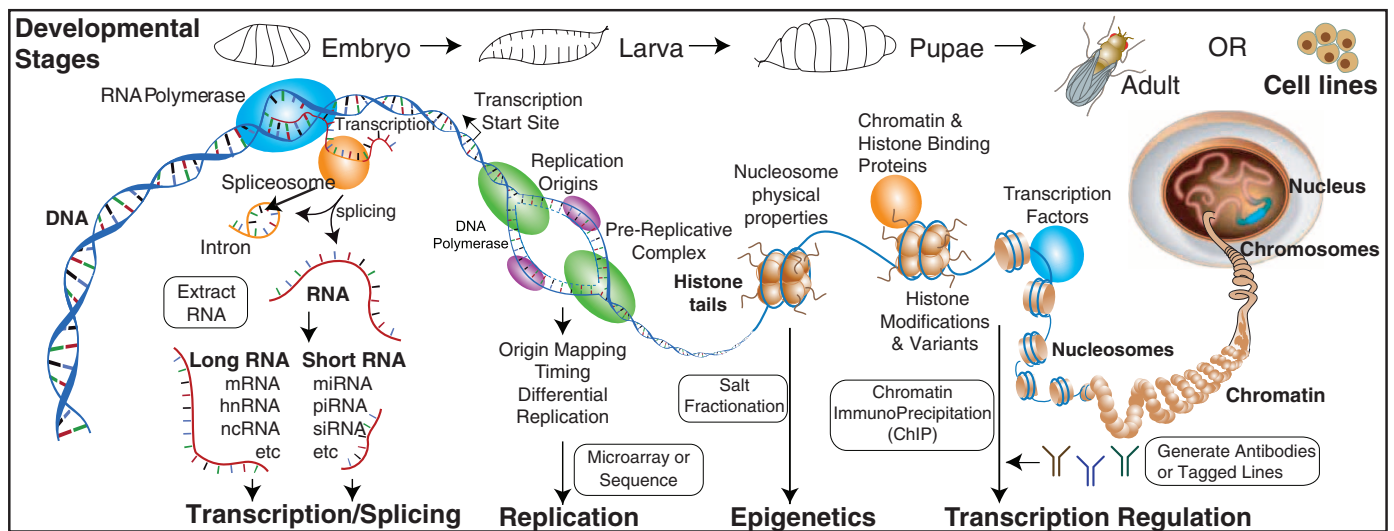 Developmental
Stages
Embryo
Larva
Pupae
Adult
OR
Cell lines
RNA Polymerase
Transcription
Transcription
Start Site
Spliceosome
splicing
Intron
DNA
Extract
RNA
RNA
Long RNA
mRNA
hnRNA
ncRNA
etc
Short RNA
miRNA
piRNA
siRNA
etc
Transcription/Splicing
Replication
Origins
DNA
Polymerase
Pre-Replicative
Complex
Origin Mapping
Timing
Differential
Replication
Microarray or
Sequence
Replication
Nucleosome
physical
properties
Histone
tails
Salt
Fractionation
Epigenetics
Chromatin &
Histone Binding
Proteins
Histone
Modifications
& Variants
Chromatin
ImmunoPrecipitation
(ChIP)
Transcription
Factors
Nucleosomes
Nucleus
Chromosomes
Chromatin
Generate Antibodies
or Tagged Lines
Transcription Regulation